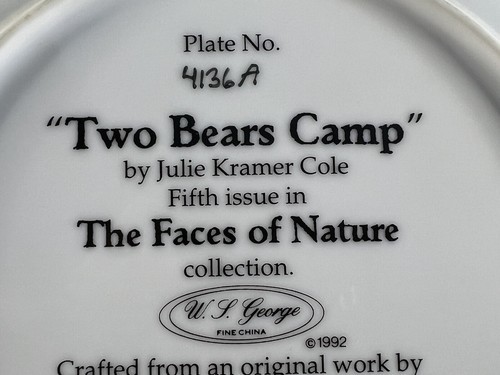 Plate No.
4136A
“Two Bears Camp”
by Julie Kramer Cole
Fifth issue in
The Faces of Nature
collection.
W. S. George
FINE CHINA
©1992
Crafted from an original work by